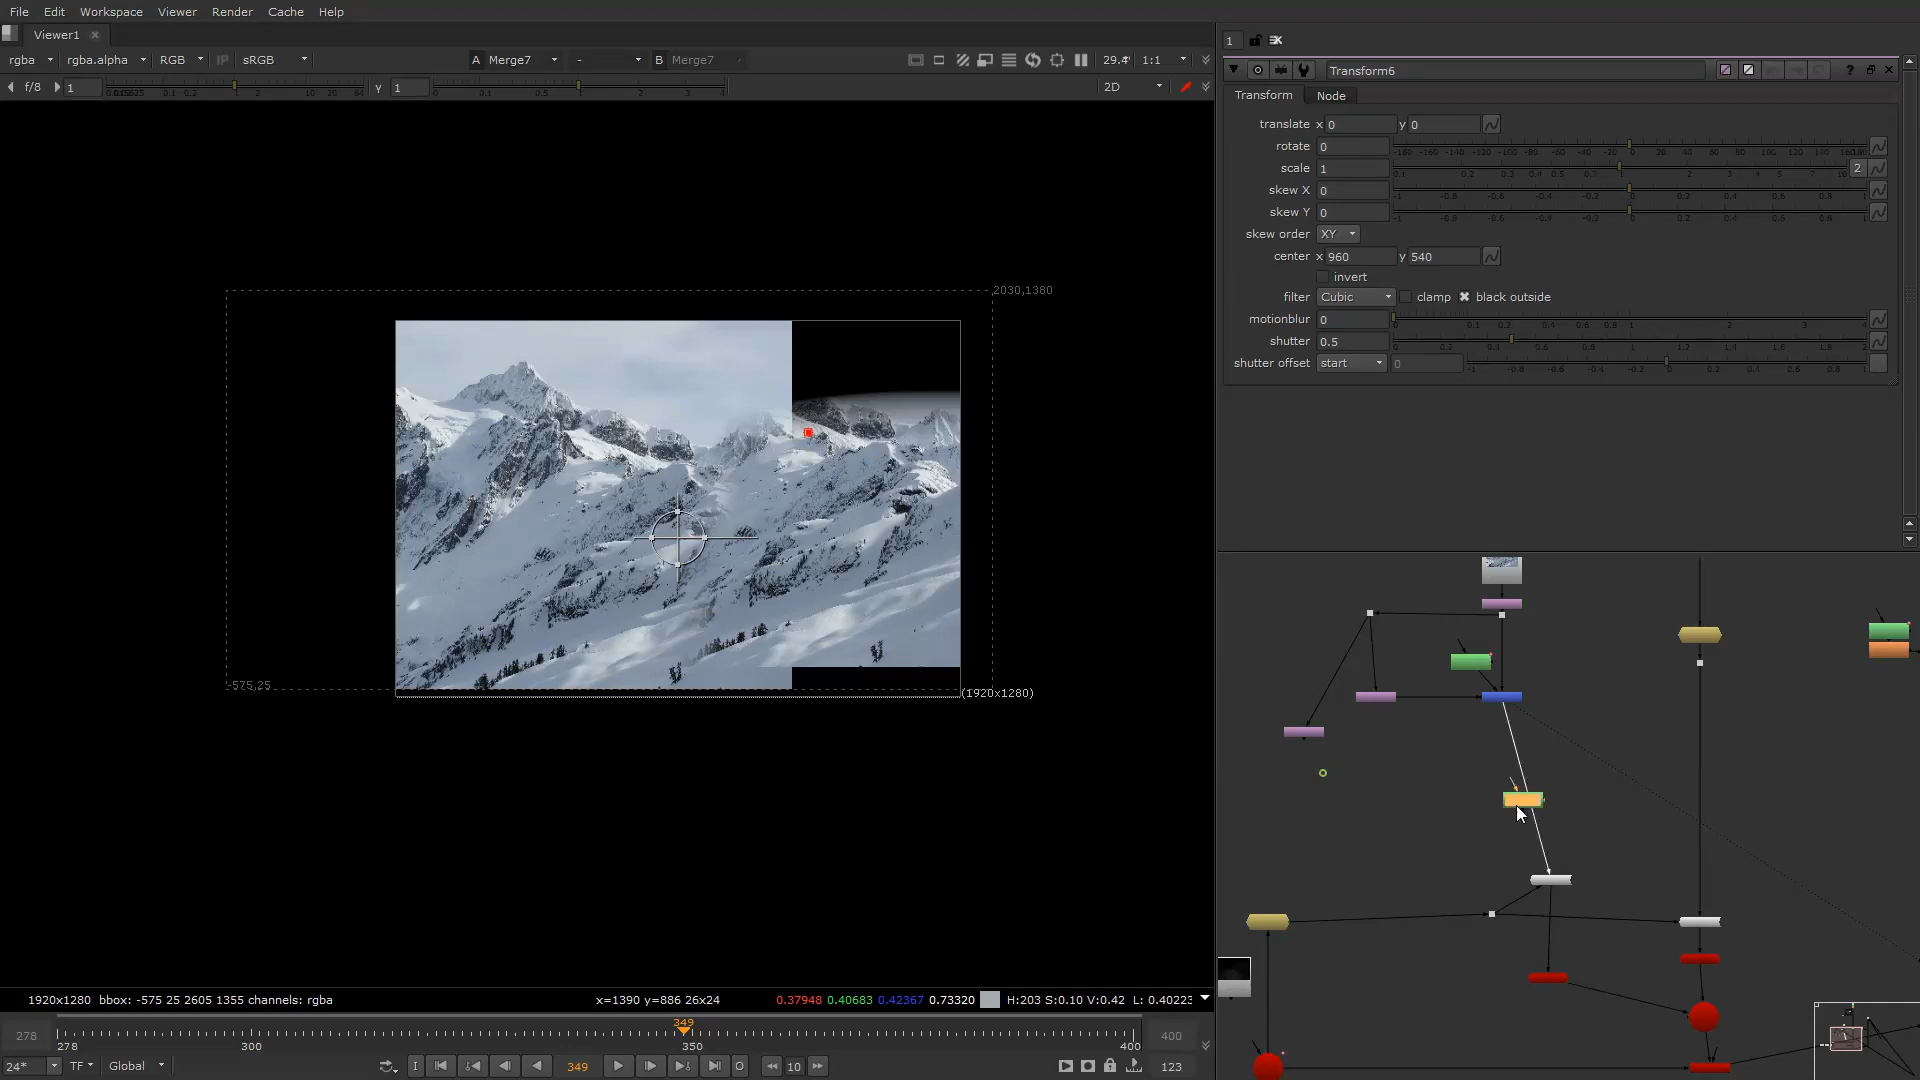 File Edit Workspace Viewer Render Cache Help
Viewer1
rgba rgba.alpha RGB IP sRGB A Merge7 - B Merge7 29.4 1:1
f/8 1 Y 1 2D
1
Transform6
Transform Node
translate x 0 y 0
rotate 0
scale 1 2
skew X 0
skew Y 0
skew order XY
center x 960 y 540
invert
filter Cubic clamp black outside
motionblur 0
shutter 0.5
shutter offset start 0
2030,1380
-575,25
(1920x1280)
1920x1280 bbox: -575 25 2605 1355 channels: rgba x=1390 y=886 26x24 0.37948 0.40683 0.42367 0.73320 H:203 S:0.10 V:0.42 L: 0.40223
349
278 400
278 300 350 400
24* TF Global I 349 O 10 123